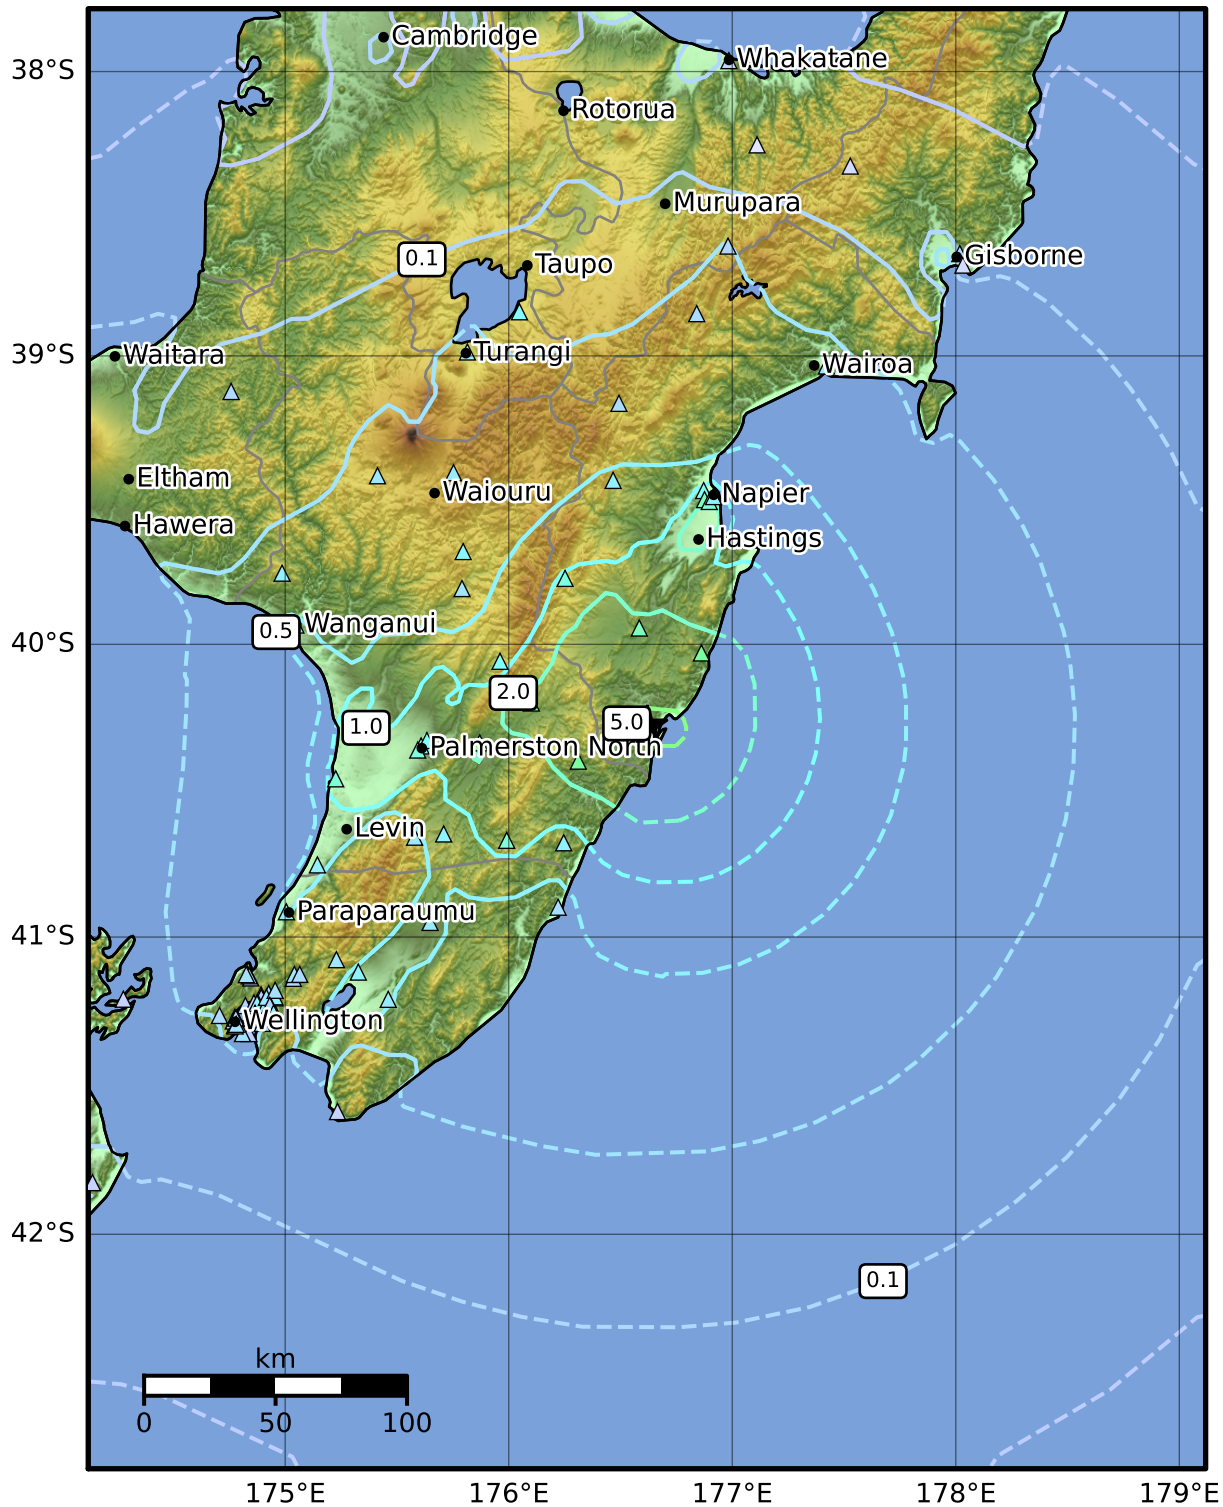 Cambridge
Whakatane
38°S
Rotorua
Murupara
Gisborne
0.1
Taupo
Waitara
39°S
Turangi
Wairoa
Eltham
Waiouru
Napier
Hawera
Hastings
Wanganui
0.5
40°S
2.0
5.0
1.0
Palmerston North
Levin
Paraparaumu
41°S
Wellington
42°S
0.1
km
0 50 100
175°E 176°E 177°E 178°E 179°E